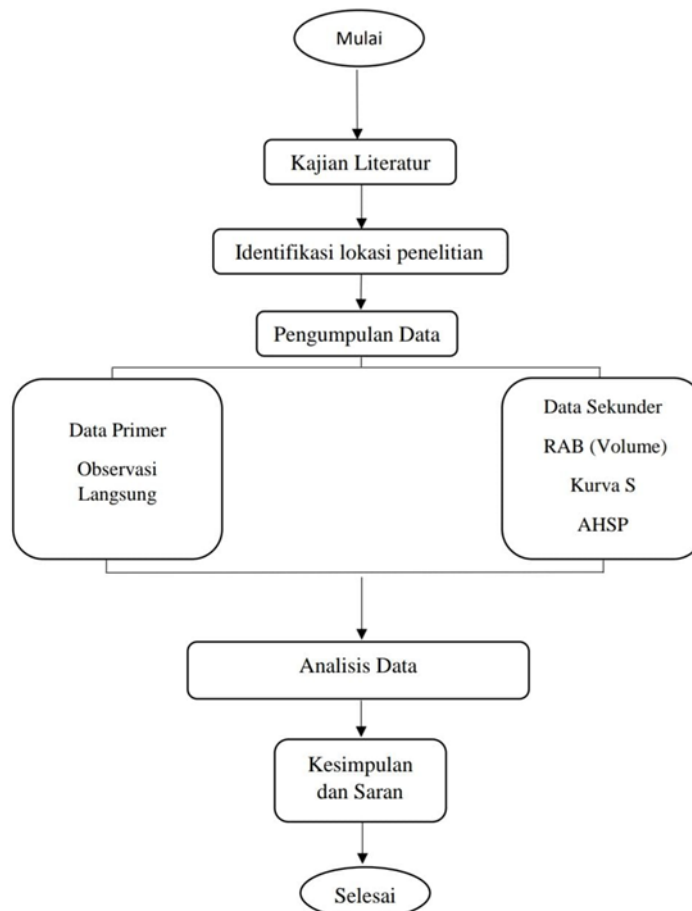 Mulai
Kajian Literatur
Identifikasi lokasi penelitian
Pengumpulan Data
Data Primer
Observasi
Langsung
Data Sekunder
RAB (Volume)
Kurva S
AHSP
Analisis Data
Kesimpulan
dan Saran
Selesai